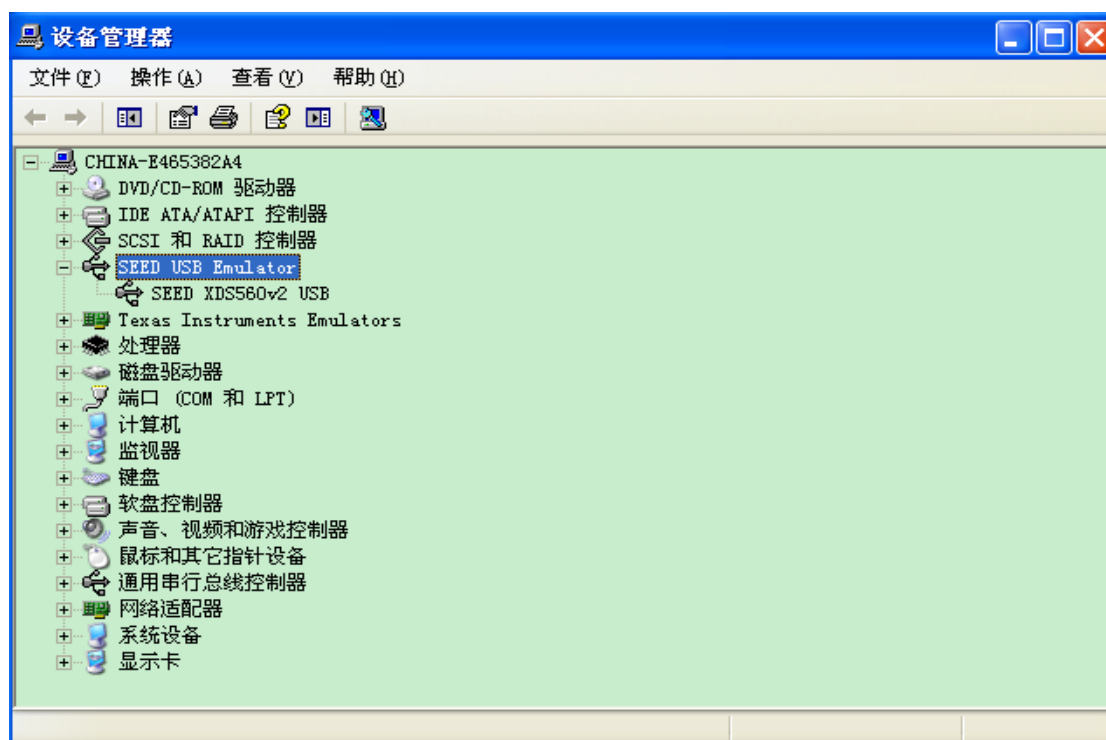 设备管理器
文件(F) 操作(A) 查看(V) 帮助(H)
CHINA-E465382A4
DVD/CD-ROM 驱动器
IDE ATA/ATAPI 控制器
SCSI 和 RAID 控制器
SEED USB Emulator
SEED XDS560v2 USB
Texas Instruments Emulators
处理器
磁盘驱动器
端口 (COM 和 LPT)
计算机
监视器
键盘
软盘控制器
声音、视频和游戏控制器
鼠标和其它指针设备
通用串行总线控制器
网络适配器
系统设备
显示卡